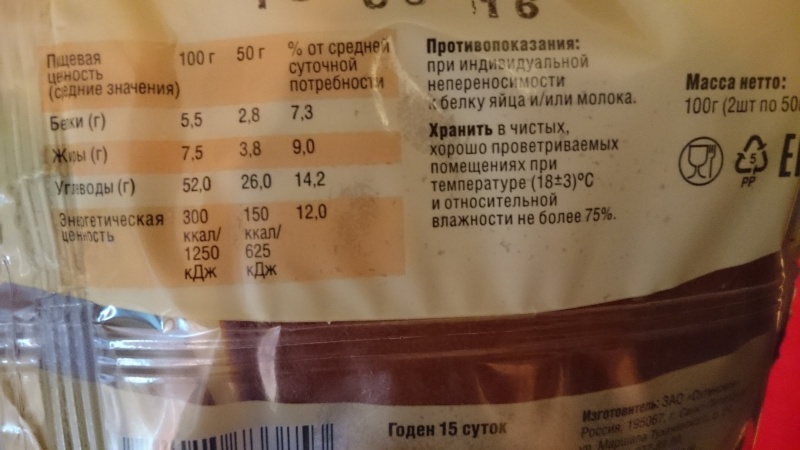 16
Пищевая 100 г 50 г % от средней
ценность суточной
(средние значения) потребности
Белки (г) 5,5 2,8 7,3
Жиры (г) 7,5 3,8 9,0
Углеводы (г) 52,0 26,0 14,2
Энергетическая 300 150 12,0
ценность ккал/ ккал/
1250 625
кДж кДж
Противопоказания:
при индивидуальной
непереносимости
к белку яйца и/или молока.
Хранить в чистых,
хорошо проветриваемых
помещениях при
температуре (18±3)°С
и относительной
влажности не более 75%.
Масса нетто:
100г (2шт по 50
5
PP
Годен 15 суток
Изготовитель: ЗАО
Россия, 195067, г. Санкт-
Маршала